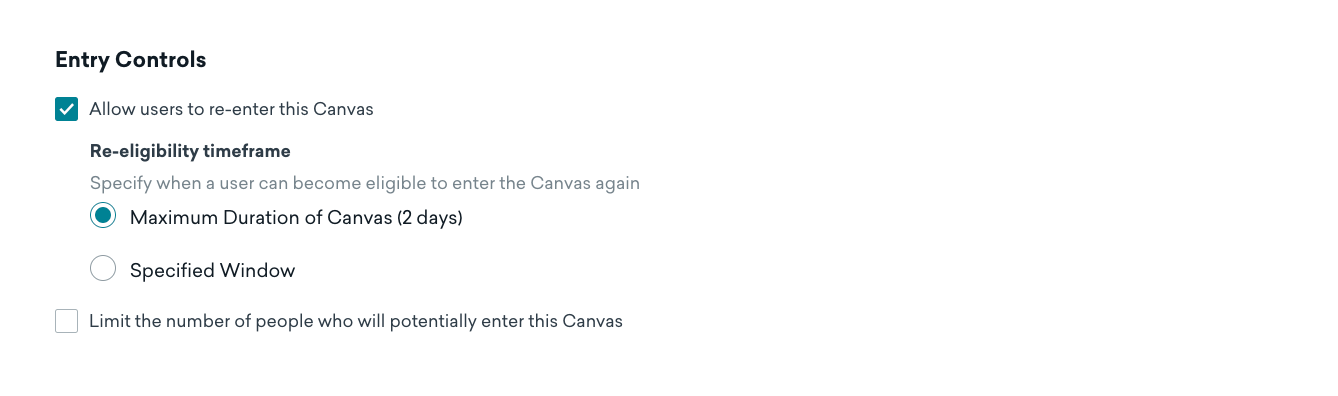 Entry Controls
Allow users to re-enter this Canvas
Re-eligibility timeframe
Specify when a user can become eligible to enter the Canvas again
Maximum Duration of Canvas (2 days)
Specified Window
Limit the number of people who will potentially enter this Canvas